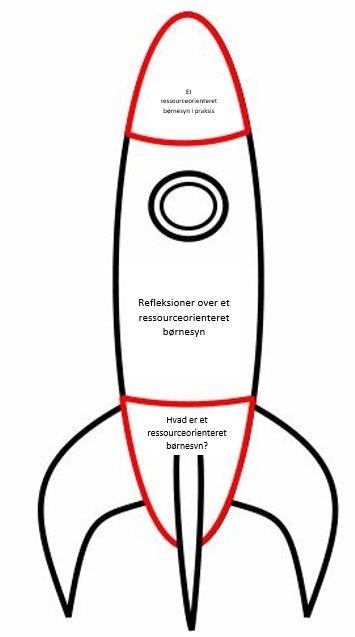 Et
ressourceorienteret
børnesyn i praksis
Refleksioner over et
ressourceorienteret
børnesyn
Hvad er et
ressourceorienteret
børnesyn?